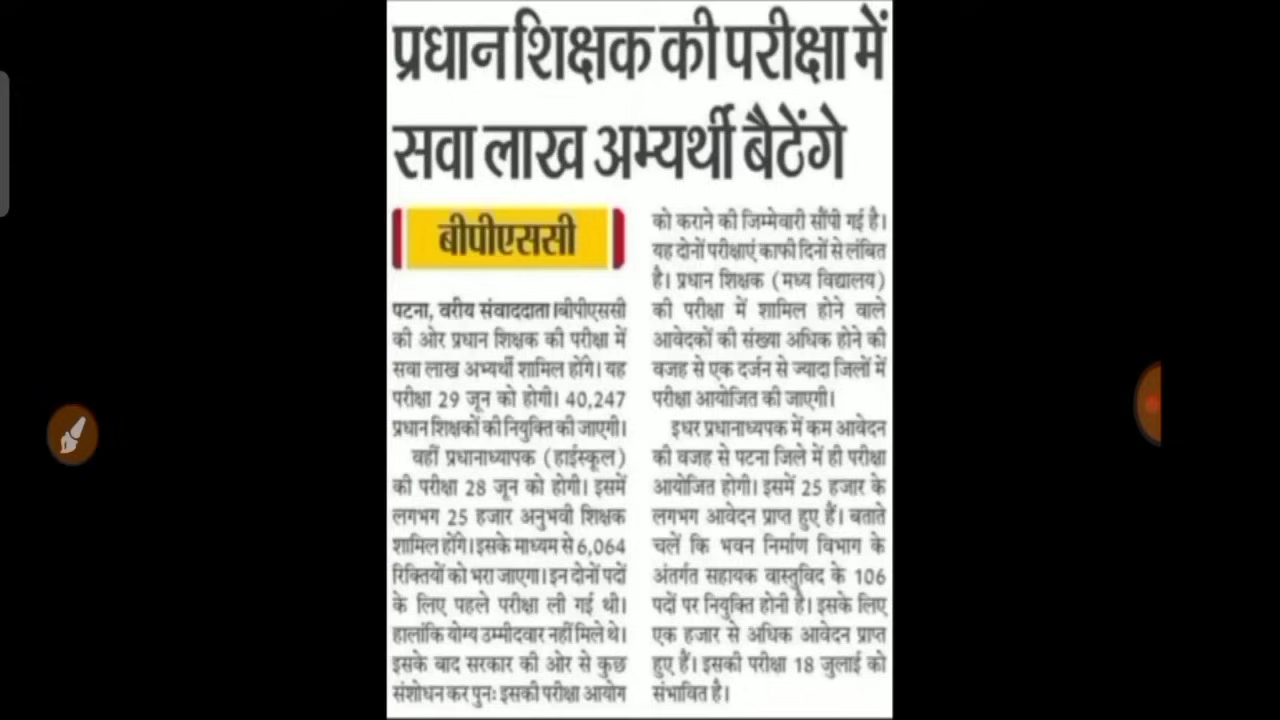 प्रधान शिक्षक की परीक्षा में
सवा लाख अभ्यर्थी बैठेंगे
बीपीएससी
पटना, वरीय संवाददाता।बीपीएससी
की ओर प्रधान शिक्षक की परीक्षा में
सवा लाख अभ्यर्थी शामिल होंगे। यह
परीक्षा 29 जून को होगी। 40,247
प्रधान शिक्षकों की नियुक्ति की जाएगी।
वहीं प्रधानाध्यापक (हाईस्कूल)
की परीक्षा 28 जून को होगी। इसमें
लगभग 25 हजार अनुभवी शिक्षक
शामिल होंगे। इसके माध्यम से 6,064
रिक्तियों को भरा जाएगा। इन दोनों पदों
के लिए पहले परीक्षा ली गई थी।
हालांकि योग्य उम्मीदवार नहीं मिले थे।
इसके बाद सरकार की ओर से कुछ
संशोधन कर पुनः इसकी परीक्षा आयोग
को कराने की जिम्मेवारी सौंपी गई है।
यह दोनों परीक्षाएं काफी दिनों से लंबित
है। प्रधान शिक्षक (मध्य विद्यालय)
की परीक्षा में शामिल होने वाले
आवेदकों की संख्या अधिक होने की
वजह से एक दर्जन से ज्यादा जिलों में
परीक्षा आयोजित की जाएगी।
इधर प्रधानाध्यपक में कम आवेदन
की वजह से पटना जिले में ही परीक्षा
आयोजित होगी। इसमें 25 हजार के
लगभग आवेदन प्राप्त हुए हैं। बताते
चलें कि भवन निर्माण विभाग के
अंतर्गत सहायक वास्तुविद के 106
पदों पर नियुक्ति होनी है। इसके लिए
एक हजार से अधिक आवेदन प्राप्त
हुए हैं। इसकी परीक्षा 18 जुलाई को
संभावित है।